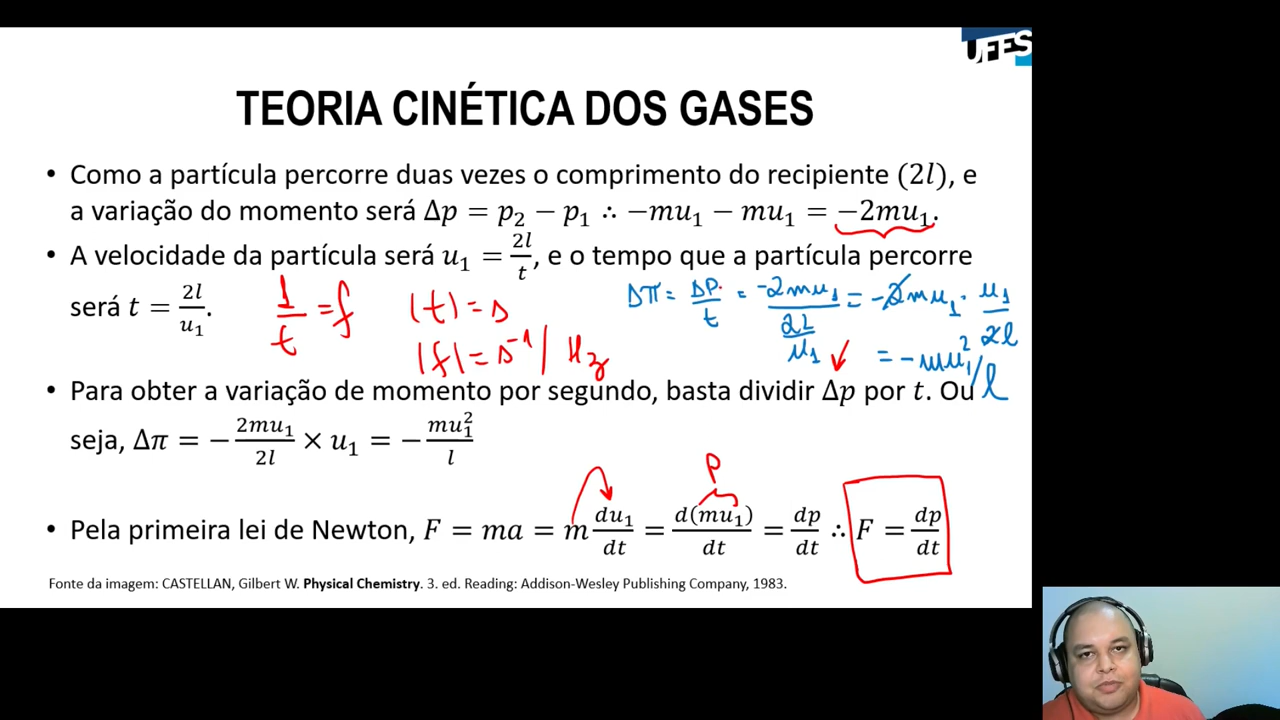 UFES
TEORIA CINÉTICA DOS GASES
• Como a partícula percorre duas vezes o comprimento do recipiente (2l), e
a variação do momento será Δp = p₂ − p₁ ∴ −mu₁ − mu₁ = −2mu₁.
• A velocidade da partícula será u₁ = 2l/t, e o tempo que a partícula percorre
será t = 2l/u₁.
1/t = f
(t) = s
(f) = s⁻¹/Hz
Δπ = Δp/t = −2mu₁/(2l/u₁) = −2mu₁ · u₁/2l
= −mu₁²/l
• Para obter a variação de momento por segundo, basta dividir Δp por t. Ou
seja, Δπ = −2mu₁/2l × u₁ = −mu₁²/l
P
• Pela primeira lei de Newton, F = ma = m du₁/dt = d(mu₁)/dt = dp/dt ∴ F = dp/dt
Fonte da imagem: CASTELLAN, Gilbert W. Physical Chemistry. 3. ed. Reading: Addison-Wesley Publishing Company, 1983.